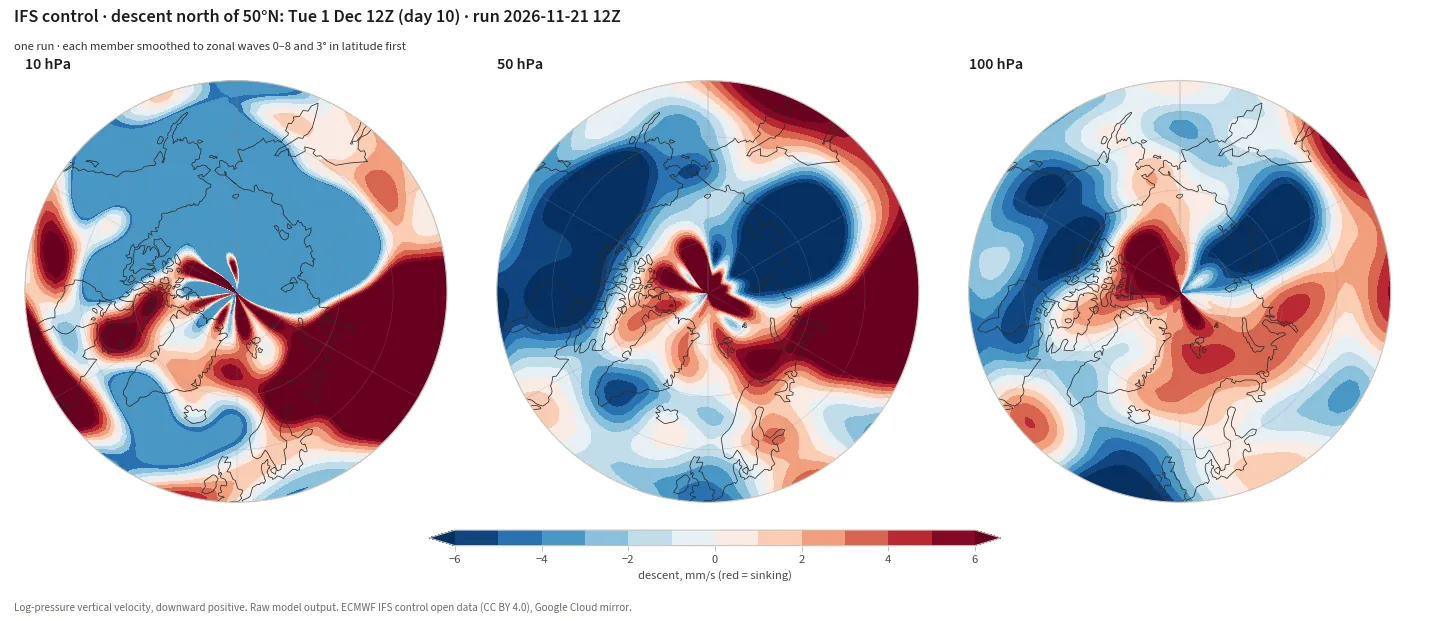 IFS control · descent north of 50°N: Tue 1 Dec 12Z (day 10) · run 2026-11-21 12Z
one run · each member smoothed to zonal waves 0–8 and 3° in latitude first
10 hPa
50 hPa
100 hPa
−6 −4 −2 0 2 4 6
descent, mm/s (red = sinking)
Log-pressure vertical velocity, downward positive. Raw model output. ECMWF IFS control open data (CC BY 4.0), Google Cloud mirror.